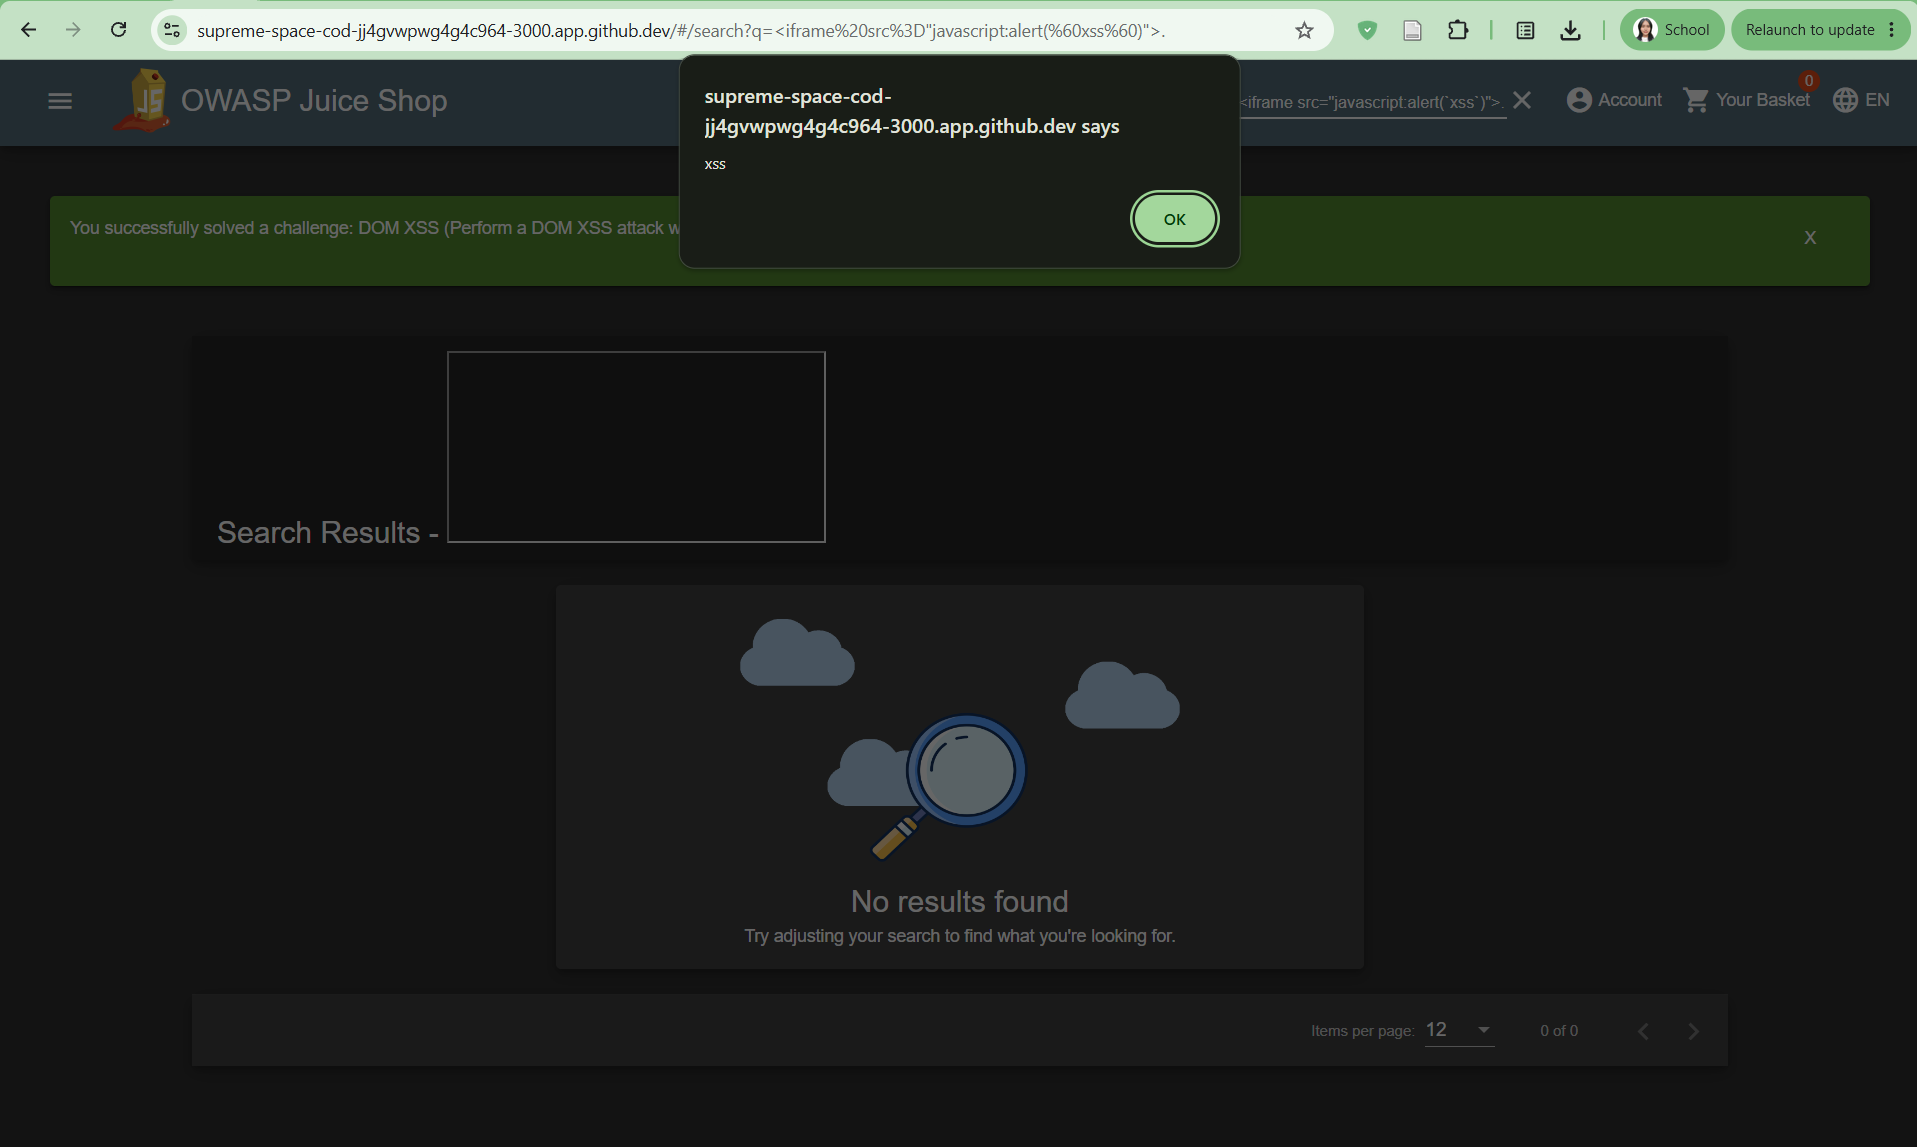 supreme-space-cod-jj4gvwpwg4g4c964-3000.app.github.dev/#/search?q=<iframe%20src%3D"javascript:alert(%60xss%60)">.
School
Relaunch to update
JS
OWASP Juice Shop
<iframe src="javascript:alert(`xss`)">.
Account
0
Your Basket
EN
supreme-space-cod-
jj4gvwpwg4g4c964-3000.app.github.dev says
xss
OK
You successfully solved a challenge: DOM XSS (Perform a DOM XSS attack w
X
Search Results -
No results found
Try adjusting your search to find what you're looking for.
Items per page: 12
0 of 0